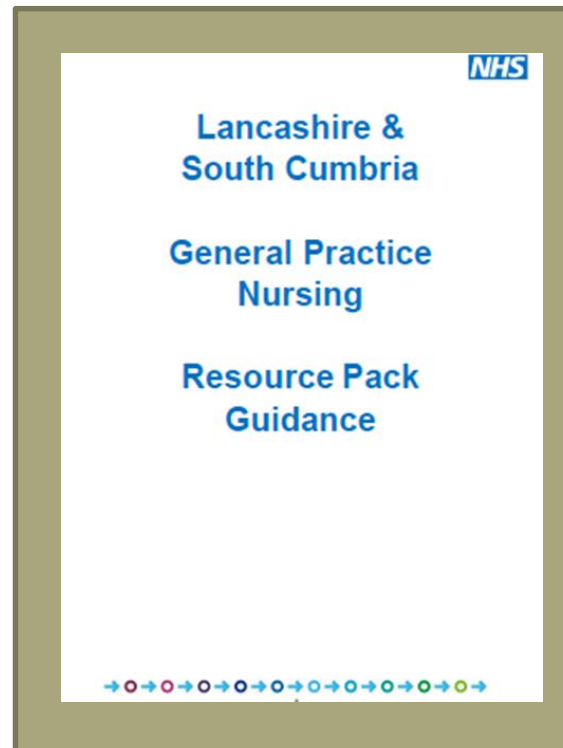 NHS
Lancashire &
South Cumbria
General Practice
Nursing
Resource Pack
Guidance